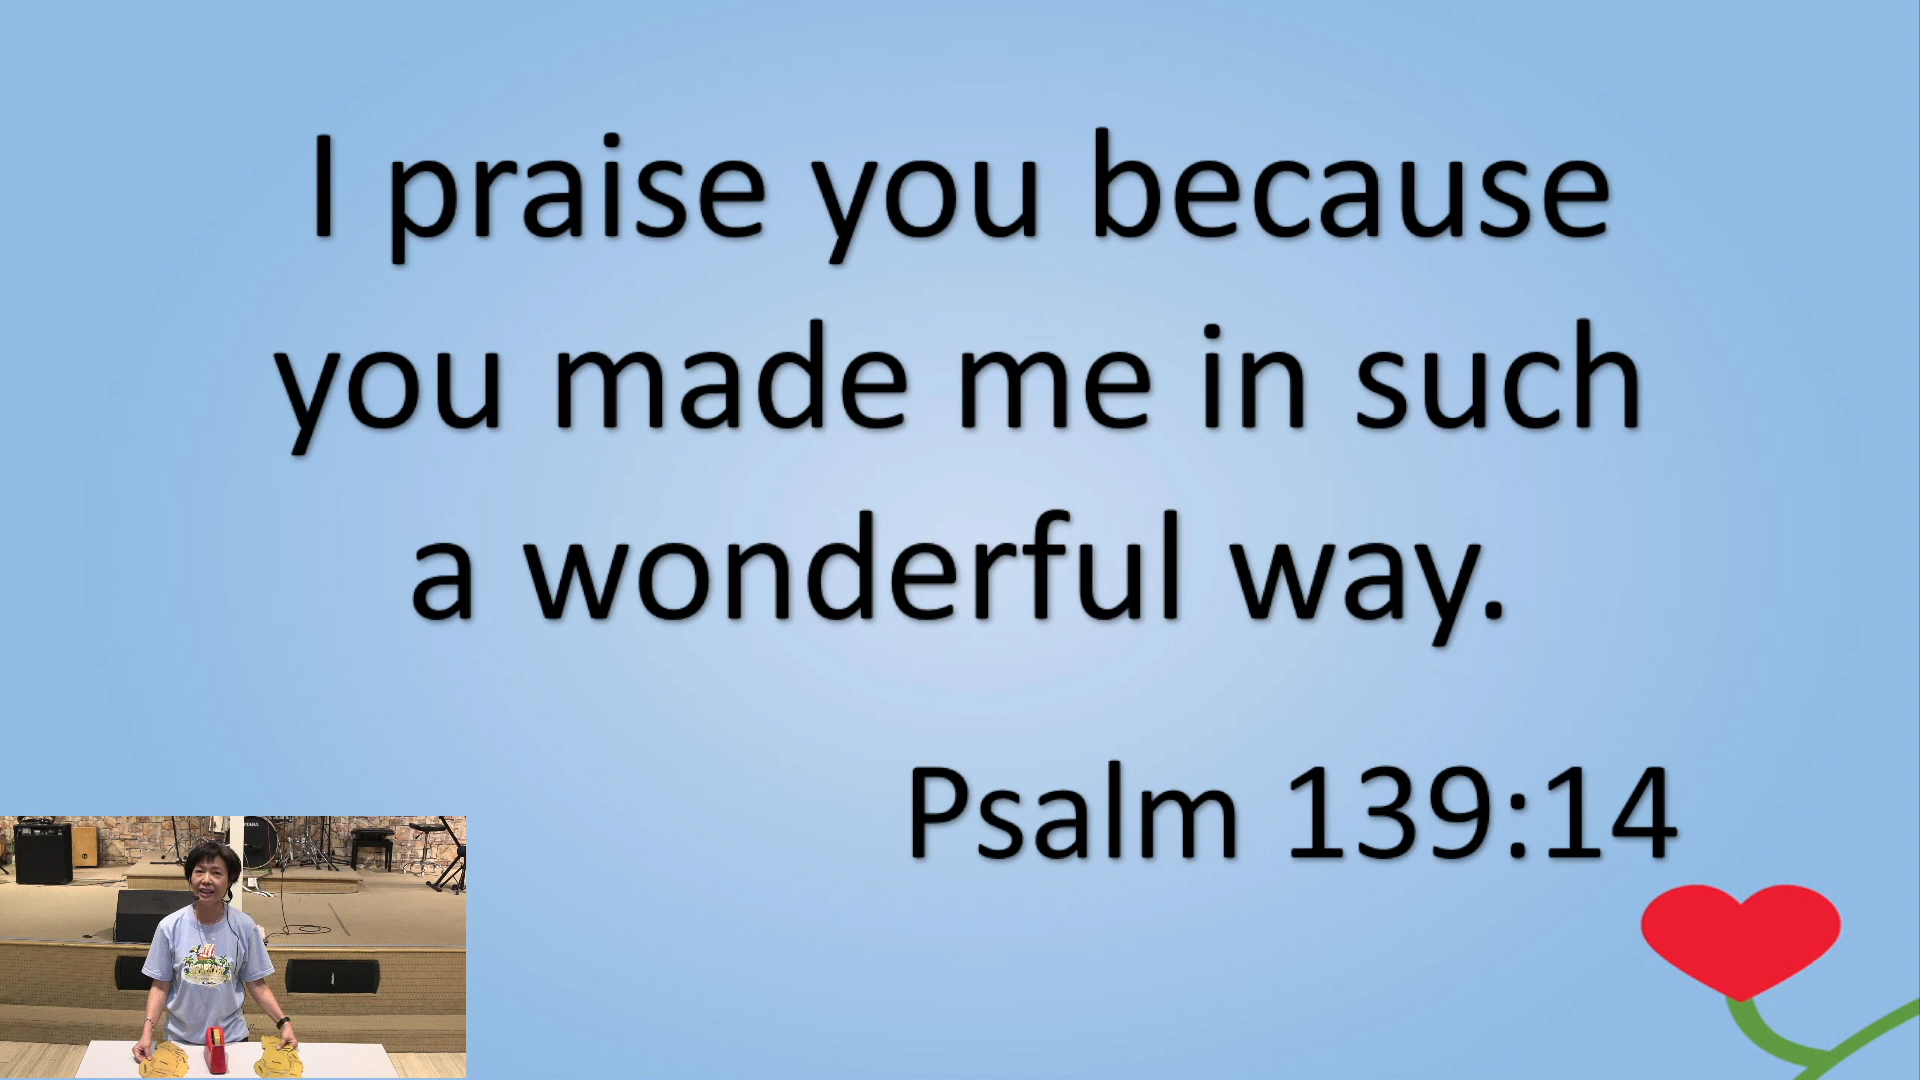 I praise you because
you made me in such
a wonderful way.
Psalm 139:14